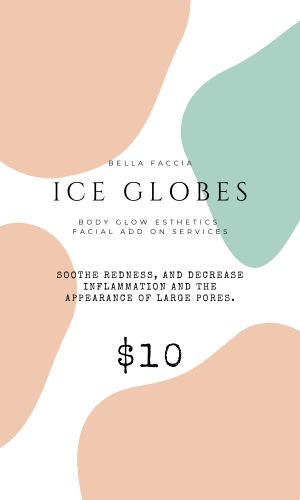 BELLA FACCIA
ICE GLOBES
BODY GLOW ESTHETICS
FACIAL ADD ON SERVICES
SOOTHE REDNESS, AND DECREASE
INFLAMMATION AND THE
APPEARANCE OF LARGE PORES.
$10